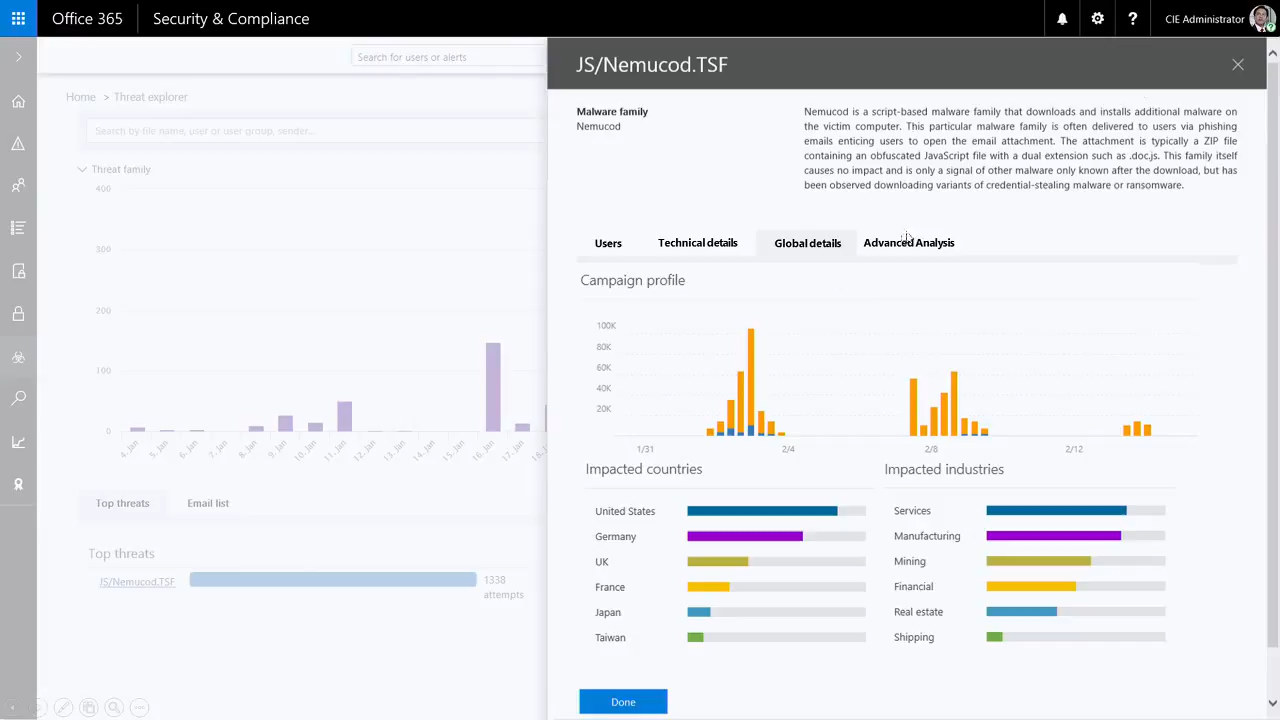 Office 365
Security & Compliance
?
CIE Administrator
Search for users or alerts
Home > Threat explorer
Search by file name, user or user group, sender...
Threat family
400
300
200
100
0
4. Jan
5. Jan
6. Jan
7. Jan
8. Jan
9. Jan
10. Jan
11. Jan
12. Jan
13. Jan
14. Jan
15. Jan
16. Jan
17. Jan
Top threats
Email list
Top threats
JS/Nemucod.TSF
1338
attempts
JS/Nemucod.TSF
Malware family
Nemucod
Nemucod is a script-based malware family that downloads and installs additional malware on
the victim computer. This particular malware family is often delivered to users via phishing
emails enticing users to open the email attachment. The attachment is typically a ZIP file
containing an obfuscated JavaScript file with a dual extension such as .doc.js. This family itself
causes no impact and is only a signal of other malware only known after the download, but has
been observed downloading variants of credential-stealing malware or ransomware.
Users
Technical details
Global details
Advanced Analysis
Campaign profile
100K
80K
60K
40K
20K
1/31
2/4
2/8
2/12
Impacted countries
United States
Germany
UK
France
Japan
Taiwan
Impacted industries
Services
Manufacturing
Mining
Financial
Real estate
Shipping
Done